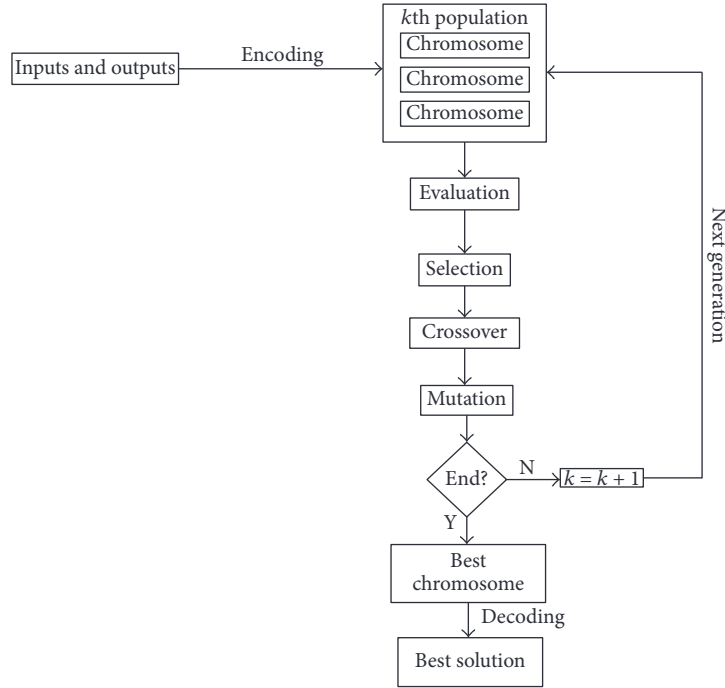 kth population
Chromosome
Chromosome
Chromosome
Inputs and outputs
Encoding
Evaluation
Selection
Crossover
Mutation
End?
N
k = k + 1
Next generation
Y
Best
chromosome
Decoding
Best solution